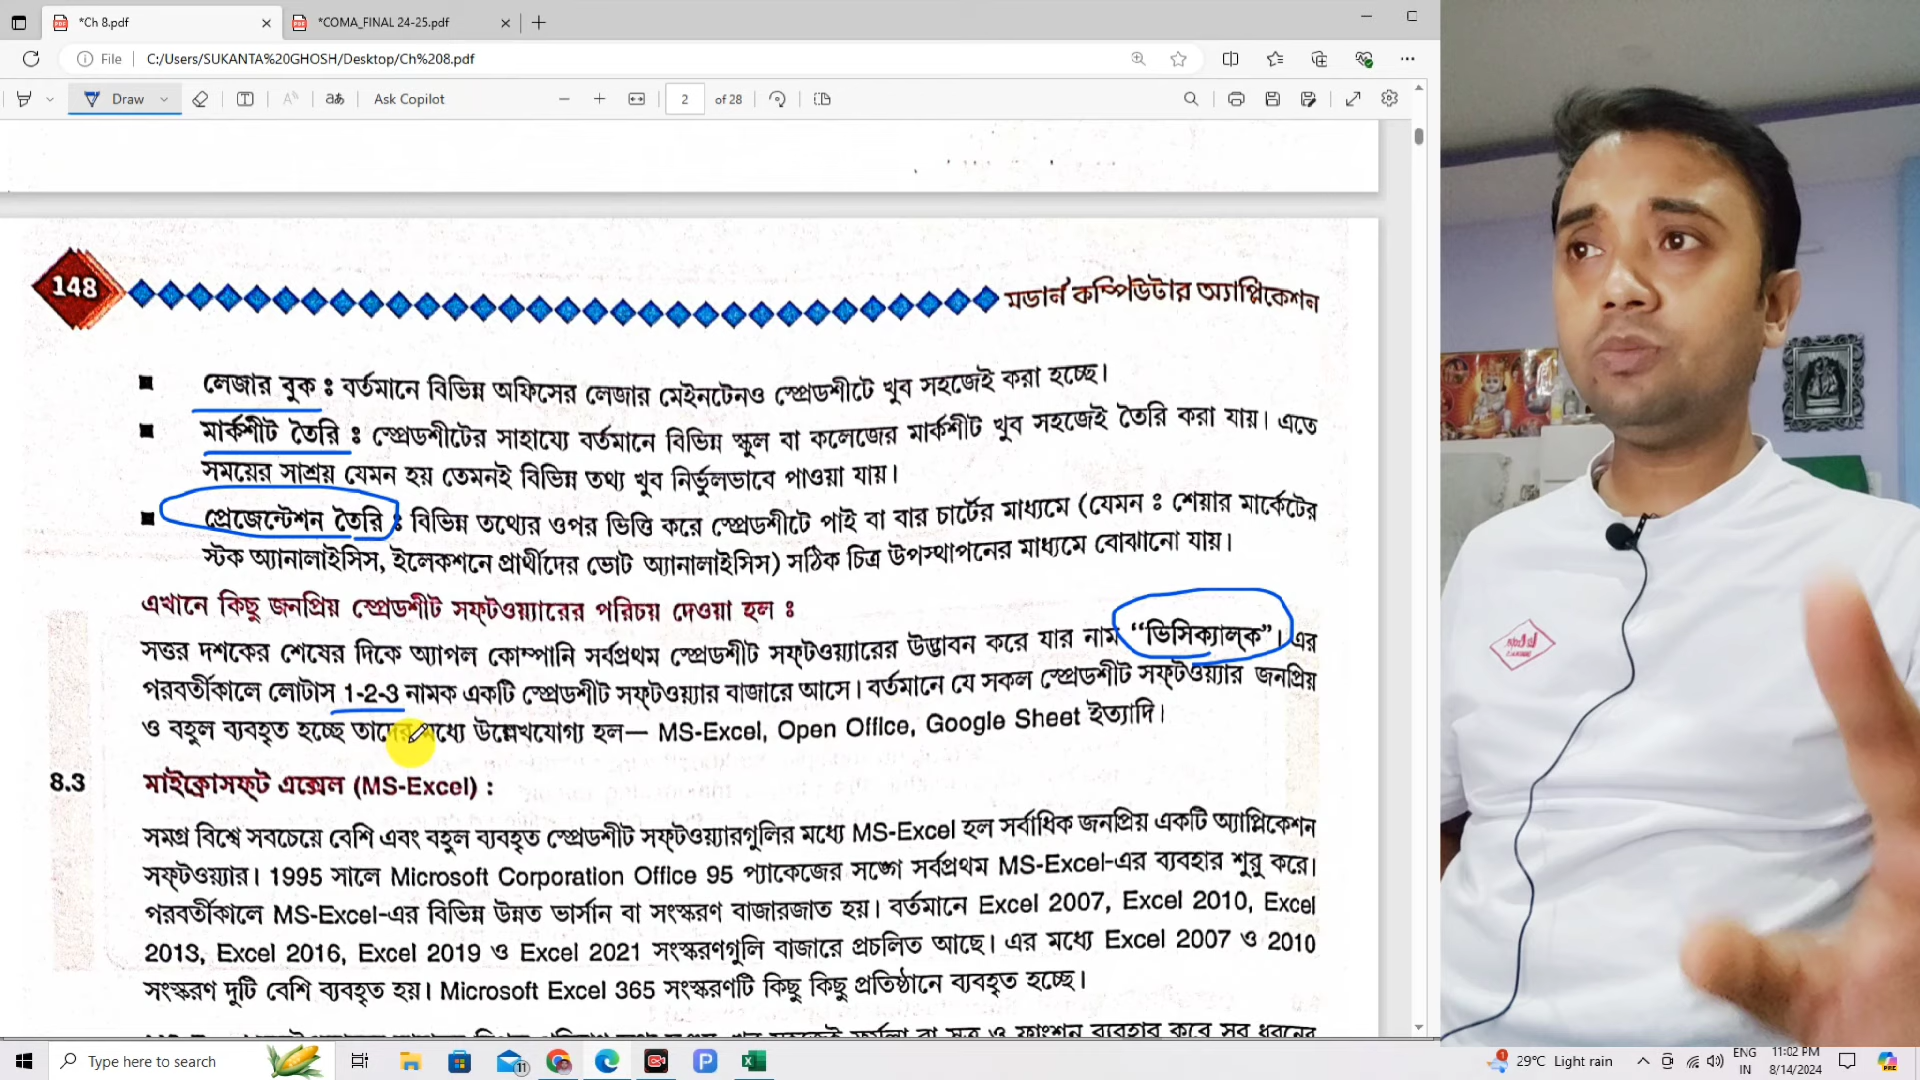 *Ch 8.pdf
*COMA_FINAL 24-25.pdf
File C:/Users/SUKANTA%20GHOSH/Desktop/Ch%208.pdf
Draw
Ask Copilot
2 of 28
148 মডার্ন কম্পিউটার অ্যাপ্লিকেশন
■ লেজার বুক : বর্তমানে বিভিন্ন অফিসের লেজার মেইনটেনও স্প্রেডশীটে খুব সহজেই করা হচ্ছে।
■ মার্কশীট তৈরি : স্প্রেডশীটের সাহায্যে বর্তমানে বিভিন্ন স্কুল বা কলেজের মার্কশীট খুব সহজেই তৈরি করা যায়। এতে
সময়ের সাশ্রয় যেমন হয় তেমনই বিভিন্ন তথ্য খুব নির্ভুলভাবে পাওয়া যায়।
■ প্রেজেন্টেশন তৈরি : বিভিন্ন তথ্যের ওপর ভিত্তি করে স্প্রেডশীটে পাই বা বার চার্টের মাধ্যমে (যেমন : শেয়ার মার্কেটের
স্টক অ্যানালাইসিস, ইলেকশনে প্রার্থীদের ভোট অ্যানালাইসিস) সঠিক চিত্র উপস্থাপনের মাধ্যমে বোঝানো যায়।
এখানে কিছু জনপ্রিয় স্প্রেডশীট সফ্টওয়্যারের পরিচয় দেওয়া হল :
সত্তর দশকের শেষের দিকে অ্যাপল কোম্পানি সর্বপ্রথম স্প্রেডশীট সফ্টওয়্যারের উদ্ভাবন করে যার নাম “ভিসিক্যাল্ক”। এর
পরবর্তীকালে লোটাস 1-2-3 নামক একটি স্প্রেডশীট সফ্টওয়্যার বাজারে আসে। বর্তমানে যে সকল স্প্রেডশীট সফ্টওয়্যার জনপ্রিয়
ও বহুল ব্যবহৃত হচ্ছে তাদের মধ্যে উল্লেখযোগ্য হল— MS-Excel, Open Office, Google Sheet ইত্যাদি।
8.3 মাইক্রোসফ্ট এক্সেল (MS-Excel) :
সমগ্র বিশ্বে সবচেয়ে বেশি এবং বহুল ব্যবহৃত স্প্রেডশীট সফ্টওয়্যারগুলির মধ্যে MS-Excel হল সর্বাধিক জনপ্রিয় একটি অ্যাপ্লিকেশন
সফ্টওয়্যার। 1995 সালে Microsoft Corporation Office 95 প্যাকেজের সঙ্গে সর্বপ্রথম MS-Excel-এর ব্যবহার শুরু করে।
পরবর্তীকালে MS-Excel-এর বিভিন্ন উন্নত ভার্সান বা সংস্করণ বাজারজাত হয়। বর্তমানে Excel 2007, Excel 2010, Excel
2013, Excel 2016, Excel 2019 ও Excel 2021 সংস্করণগুলি বাজারে প্রচলিত আছে। এর মধ্যে Excel 2007 ও 2010
সংস্করণ দুটি বেশি ব্যবহৃত হয়। Microsoft Excel 365 সংস্করণটি কিছু কিছু প্রতিষ্ঠানে ব্যবহৃত হচ্ছে।
Type here to search
11
29°C Light rain
ENG
IN
11:02 PM
8/14/2024